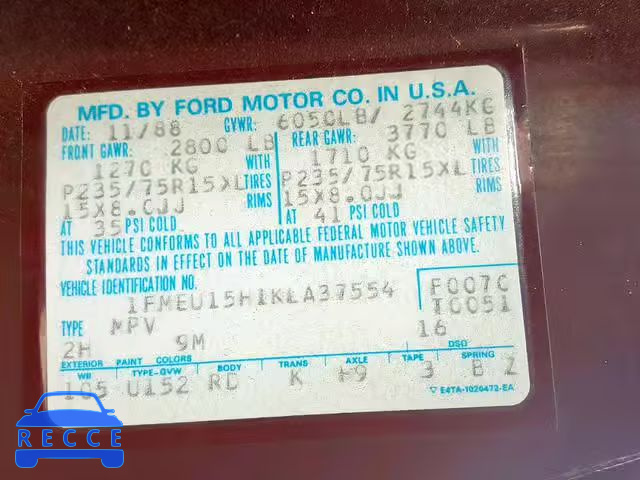 MFD. BY FORD MOTOR CO. IN U.S.A.
DATE: 11/88 GVWR: 6050LB/ 2744KG
FRONT GAWR: 2800 LB REAR GAWR: 3770 LB
1270 KG WITH 1710 KG WITH
P235/75R15XL TIRES P235/75R15XL TIRES
15X8.0JJ RIMS 15X8.0JJ RIMS
AT 35 PSI COLD AT 41 PSI COLD
THIS VEHICLE CONFORMS TO ALL APPLICABLE FEDERAL MOTOR VEHICLE SAFETY
STANDARDS IN EFFECT ON THE DATE OF MANUFACTURE SHOWN ABOVE.
VEHICLE IDENTIFICATION NO. F007C
1FMEU15H1KLA37554 T0051
TYPE MPV 16
2H 9M DSO
EXTERIOR PAINT COLORS
WB TYPE-GVW BODY TRANS AXLE TAPE SPRING
105 U152 RD K H9 3 B Z
▽ E4TA-1020472-EA
RECCE